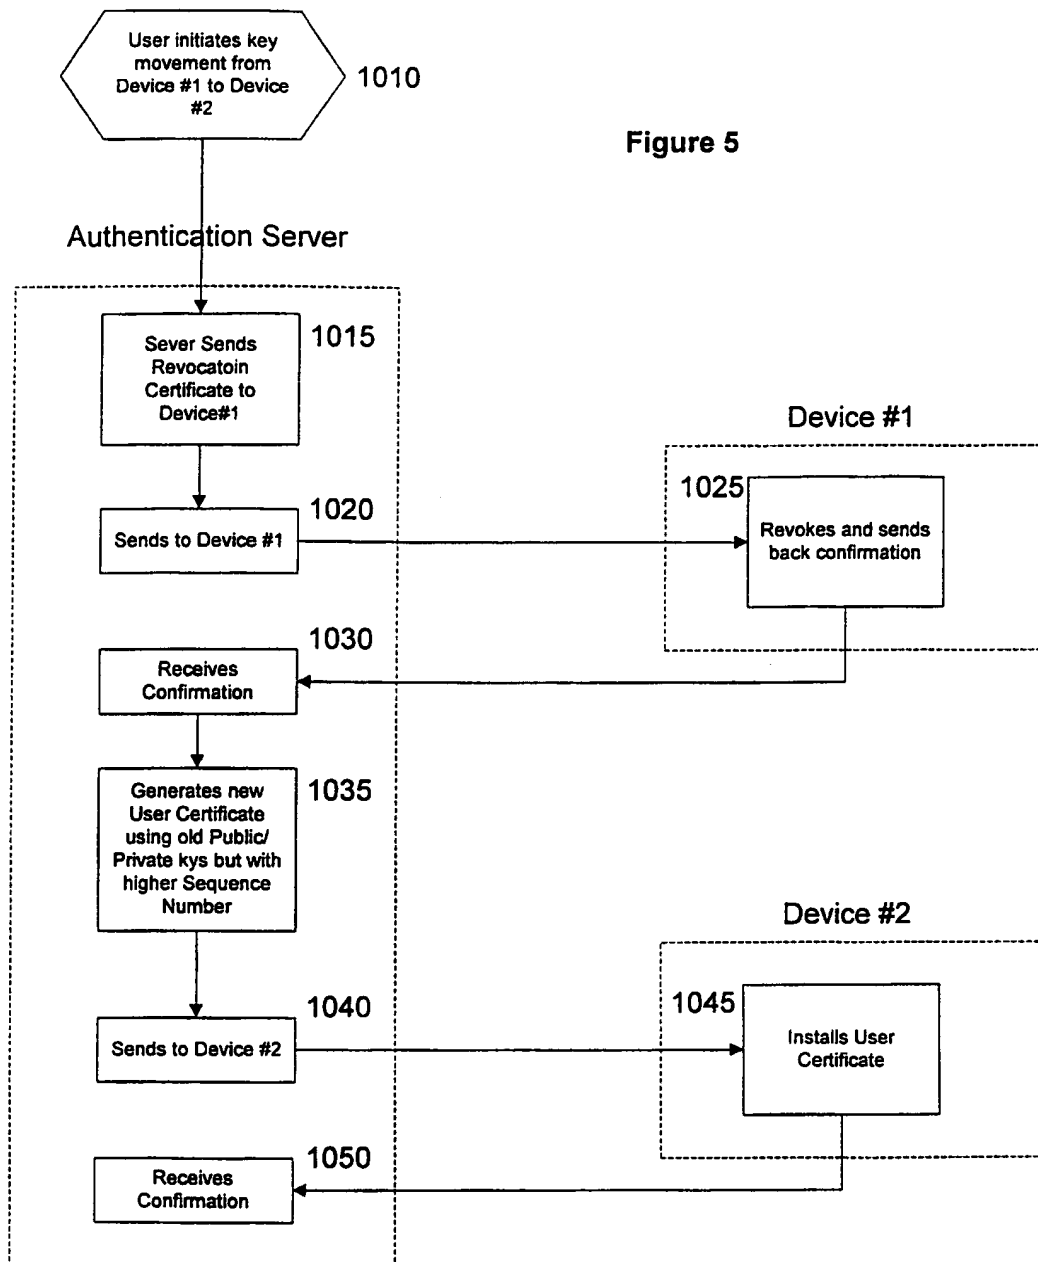 User initiates key
movement from
Device #1 to Device
#2
1010
Figure 5
Authentication Server
1015
Sever Sends
Revocatoin
Certificate to
Device#1
Device #1
1020
Sends to Device #1
1025
Revokes and sends
back confirmation
1030
Receives
Confirmation
1035
Generates new
User Certificate
using old Public/
Private kys but with
higher Sequence
Number
Device #2
1040
Sends to Device #2
1045
Installs User
Certificate
1050
Receives
Confirmation